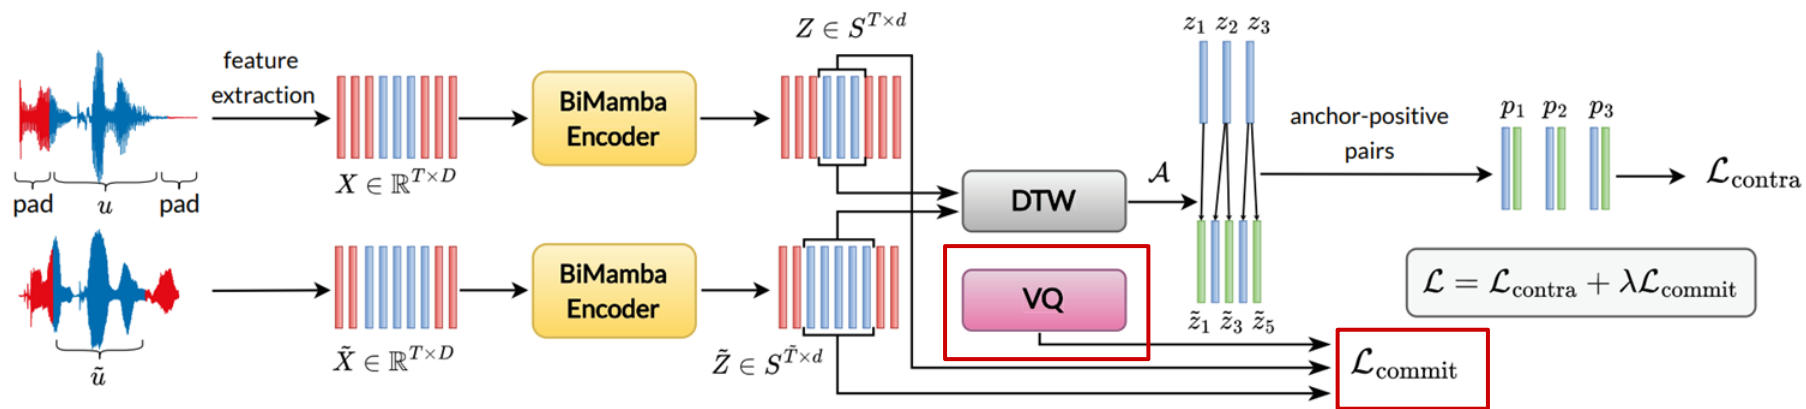 feature
extraction
pad u pad
X ∈ ℝ^{T×D}
BiMamba
Encoder
Z ∈ S^{T×d}
ũ
X̃ ∈ ℝ^{T×D}
BiMamba
Encoder
Z̃ ∈ S^{T̃×d}
DTW
VQ
𝒜
z₁ z₂ z₃
z̃₁ z̃₃ z̃₅
anchor-positive
pairs
p₁ p₂ p₃
ℒ_contra
ℒ = ℒ_contra + λℒ_commit
ℒ_commit